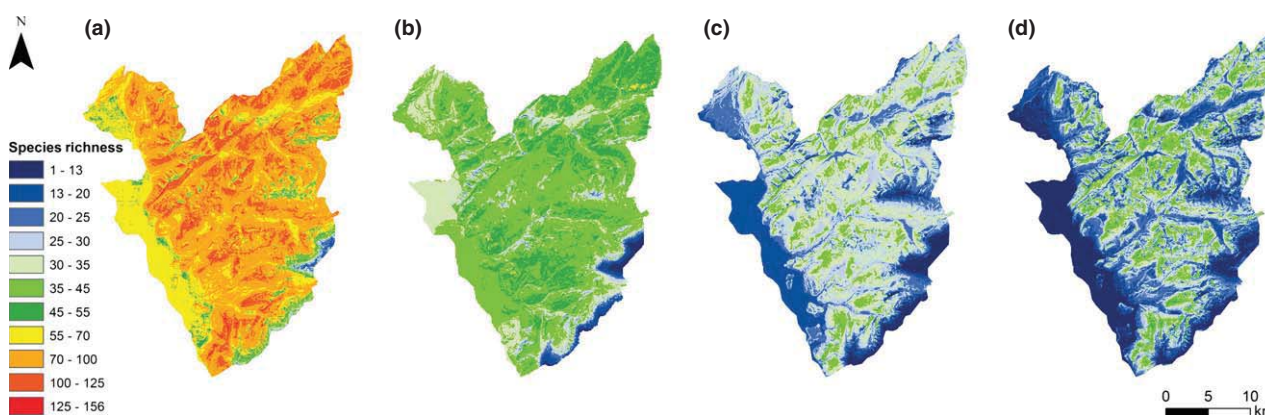 N
(a)
(b)
(c)
(d)
Species richness
1 - 13
13 - 20
20 - 25
25 - 30
30 - 35
35 - 45
45 - 55
55 - 70
70 - 100
100 - 125
125 - 156
0 5 10
km